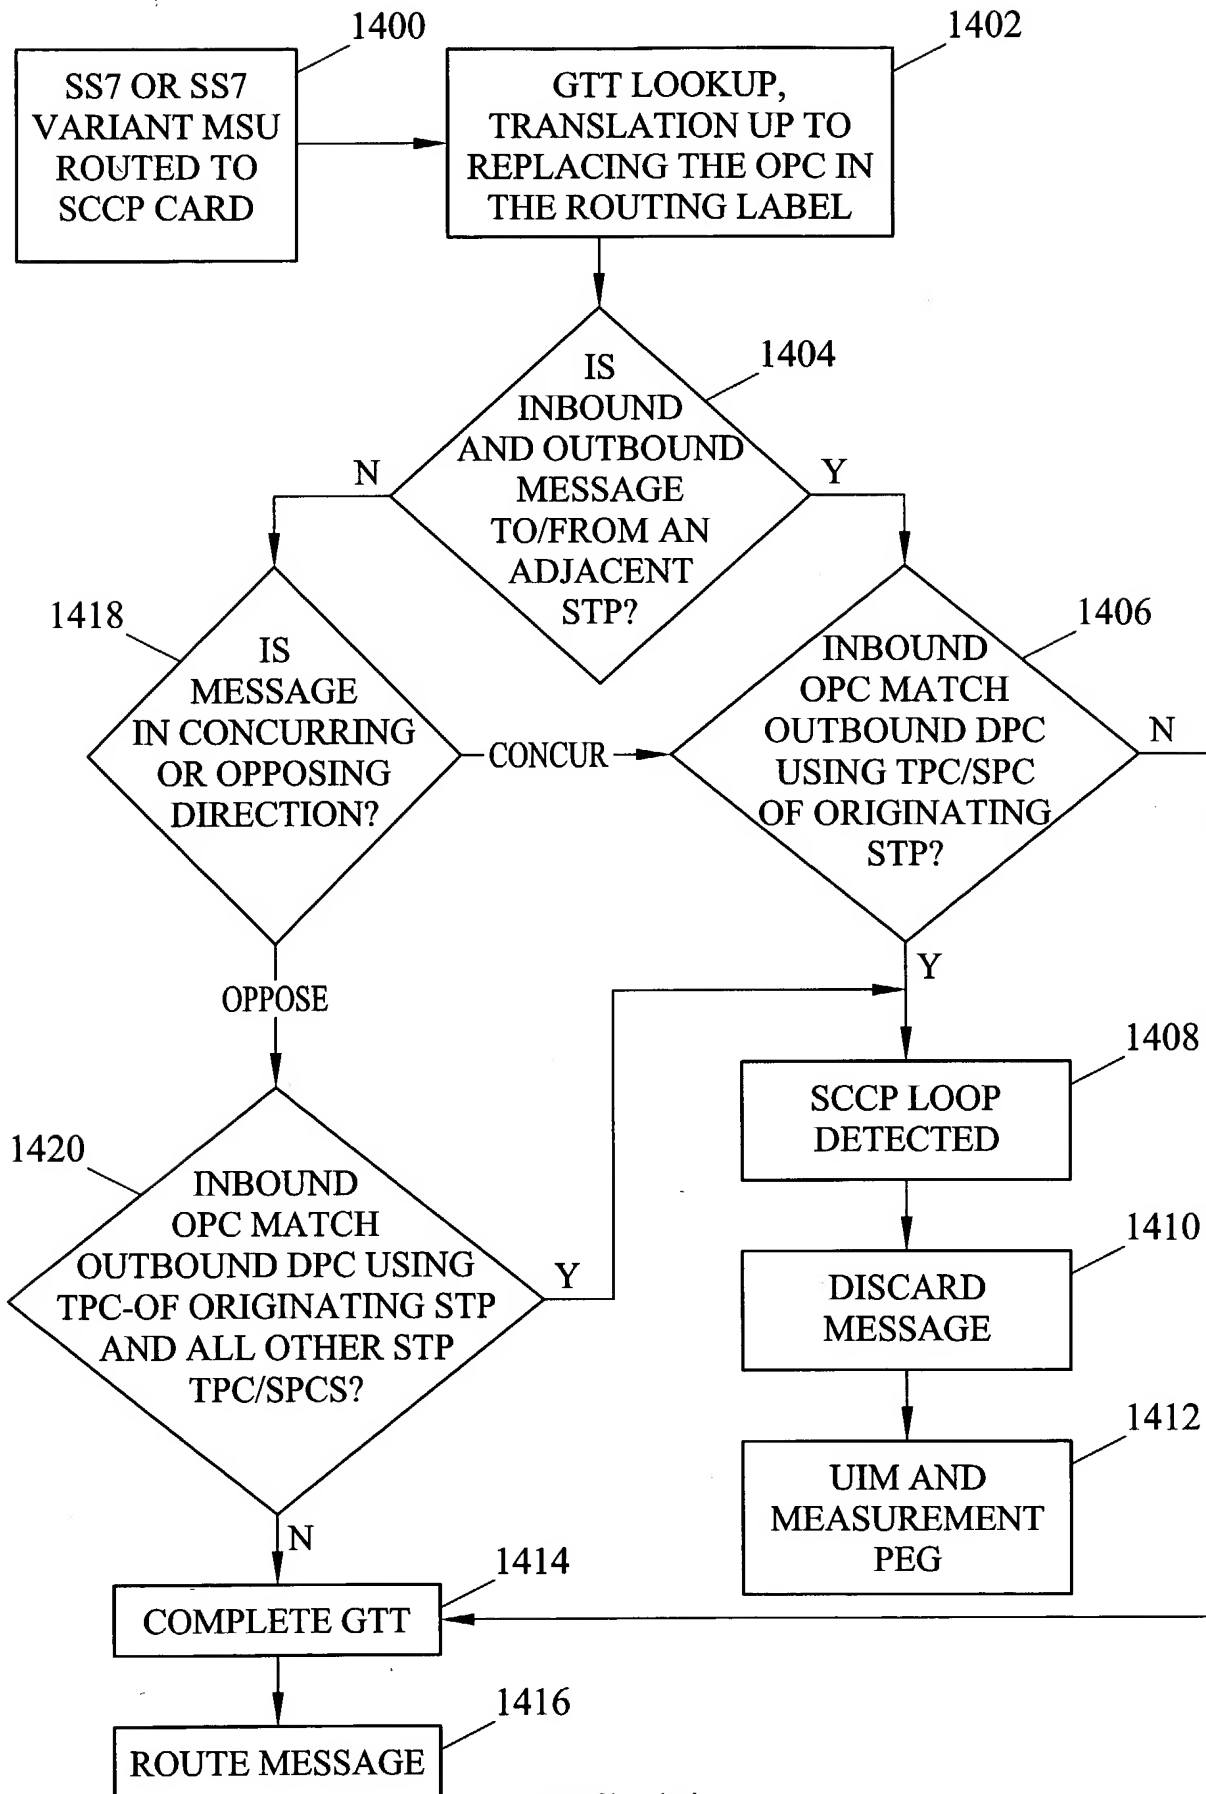 1400
SS7 OR SS7
VARIANT MSU
ROUTED TO
SCCP CARD
1402
GTT LOOKUP,
TRANSLATION UP TO
REPLACING THE OPC IN
THE ROUTING LABEL
1404
IS
INBOUND
AND OUTBOUND
MESSAGE
TO/FROM AN
ADJACENT
STP?
N
Y
1418
IS
MESSAGE
IN CONCURRING
OR OPPOSING
DIRECTION?
CONCUR
OPPOSE
1406
INBOUND
OPC MATCH
OUTBOUND DPC
USING TPC/SPC
OF ORIGINATING
STP?
N
Y
1408
SCCP LOOP
DETECTED
1420
INBOUND
OPC MATCH
OUTBOUND DPC USING
TPC-OF ORIGINATING STP
AND ALL OTHER STP
TPC/SPCS?
Y
N
1410
DISCARD
MESSAGE
1412
UIM AND
MEASUREMENT
PEG
1414
COMPLETE GTT
1416
ROUTE MESSAGE